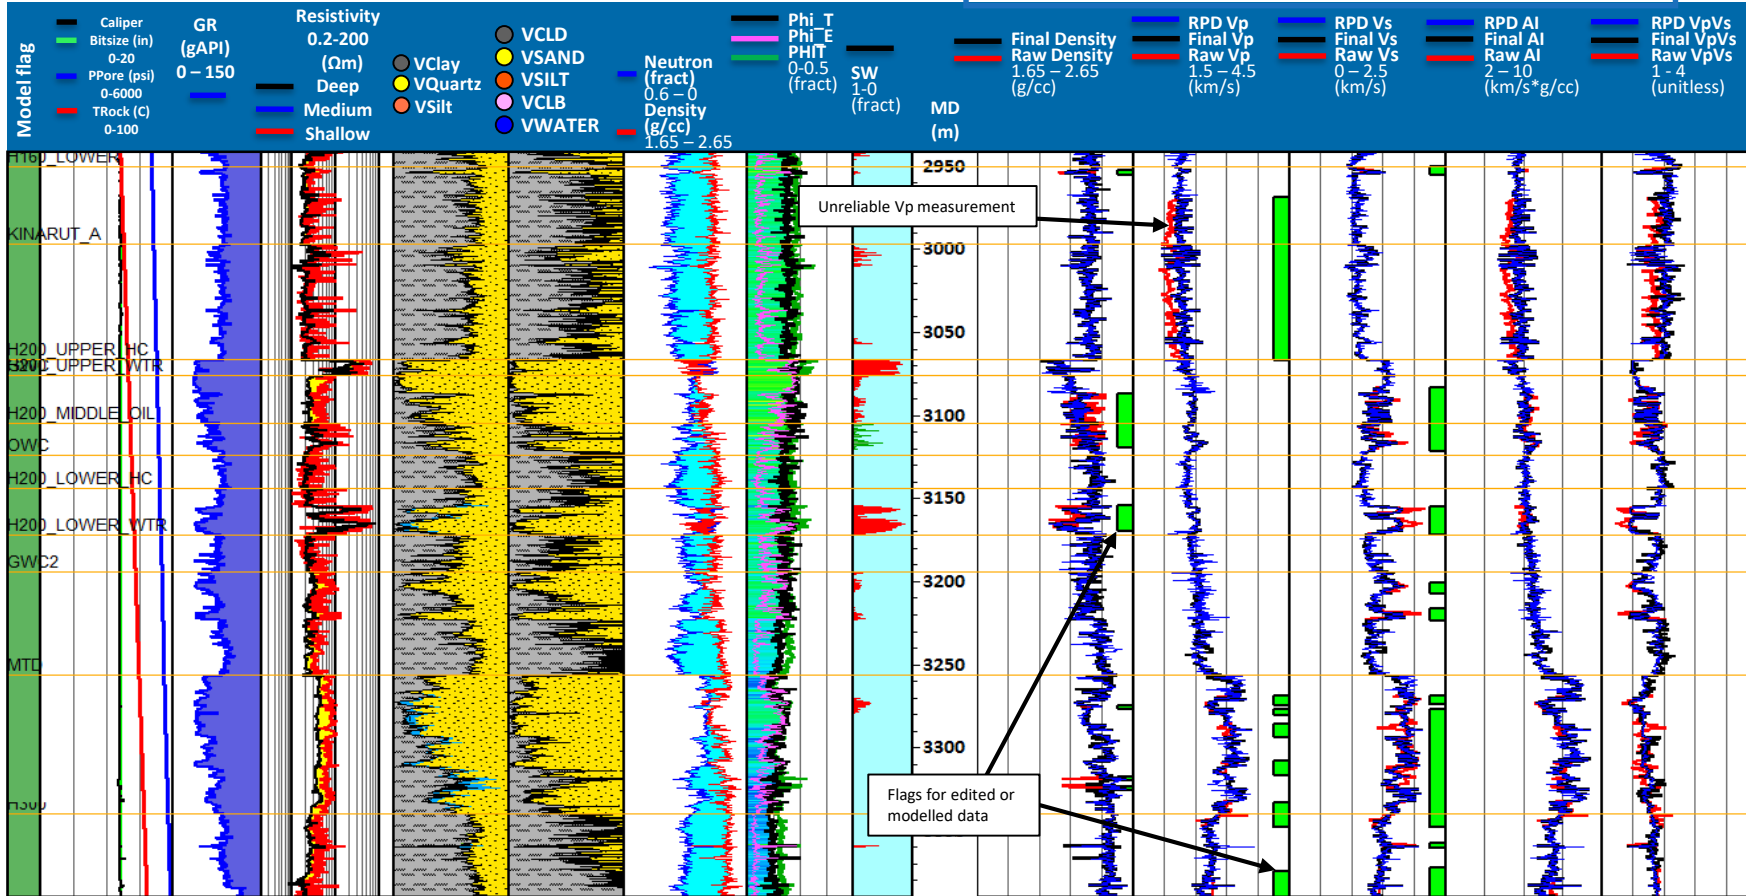 Model flag
Caliper
Bitsize (in)
0-20
PPore (psi)
0-6000
TRock (C)
0-100
GR
(gAPI)
0 – 150
Resistivity
0.2-200
(Ωm)
Deep
Medium
Shallow
VClay
VQuartz
VSilt
VCLD
VSAND
VSILT
VCLB
VWATER
Neutron
(fract)
0.6 – 0
Density
(g/cc)
1.65 – 2.65
Phi_T
Phi_E
PHIT
0-0.5
(fract)
SW
1-0
(fract)
MD
(m)
Final Density
Raw Density
1.65 – 2.65
(g/cc)
RPD Vp
Final Vp
Raw Vp
1.5 – 4.5
(km/s)
RPD Vs
Final Vs
Raw Vs
0 – 2.5
(km/s)
RPD AI
Final AI
Raw AI
2 – 10
(km/s*g/cc)
RPD VpVs
Final VpVs
Raw VpVs
1 - 4
(unitless)
H160_LOWER
KINARUT_A
H200_UPPER_HC
H200_UPPER_WTR
H200_MIDDLE_OIL
OWC
H200_LOWER_HC
H200_LOWER_WTR
GWC2
MTD
H300
2950
3000
3050
3100
3150
3200
3250
3300
Unreliable Vp measurement
Flags for edited or
modelled data